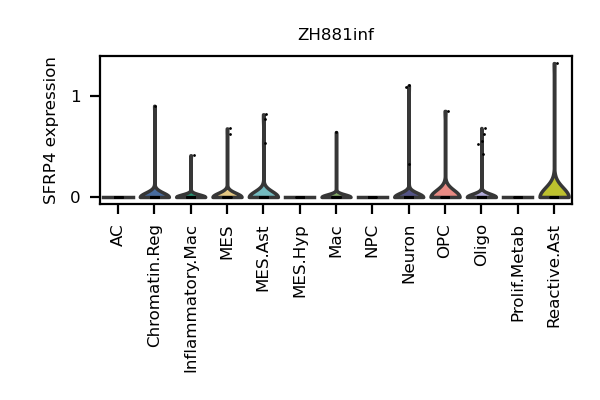 ZH881inf
SFRP4 expression
1
0
AC
Chromatin.Reg
Inflammatory.Mac
MES
MES.Ast
MES.Hyp
Mac
NPC
Neuron
OPC
Oligo
Prolif.Metab
Reactive.Ast